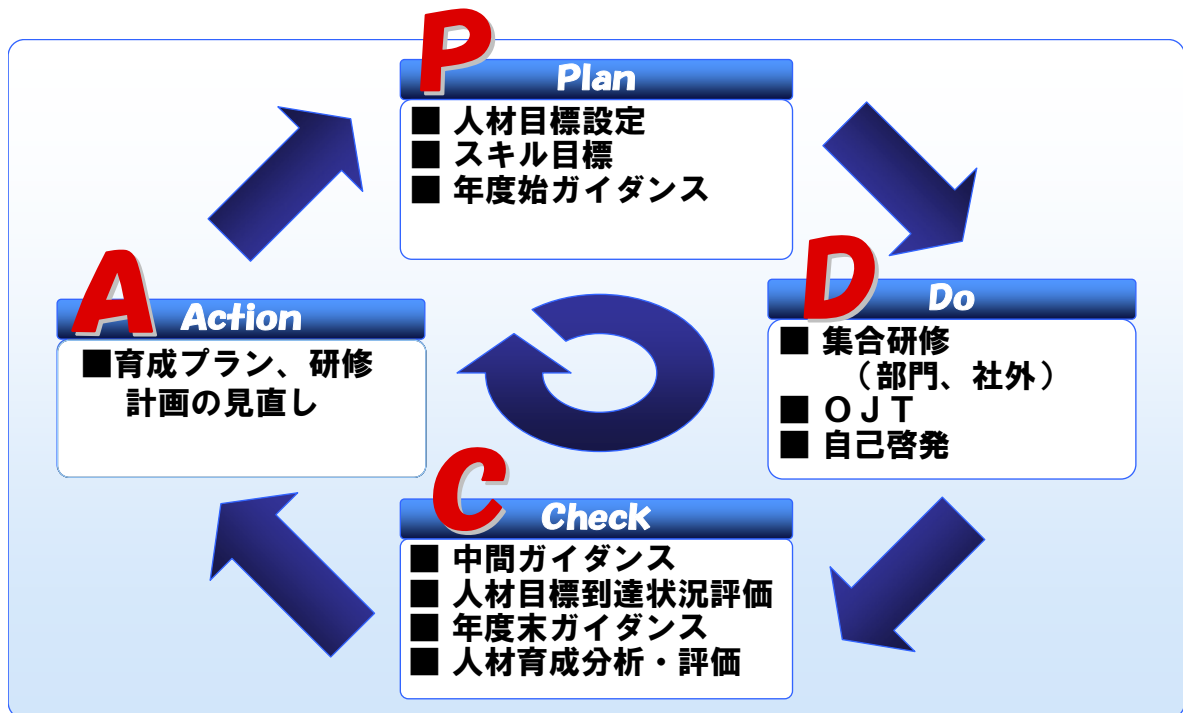 P
Plan
■ 人材目標設定
■ スキル目標
■ 年度始ガイダンス
D
Do
■ 集合研修
（部門、社外）
■ ＯＪＴ
■ 自己啓発
C
Check
■ 中間ガイダンス
■ 人材目標到達状況評価
■ 年度末ガイダンス
■ 人材育成分析・評価
A
Action
■育成プラン、研修
計画の見直し